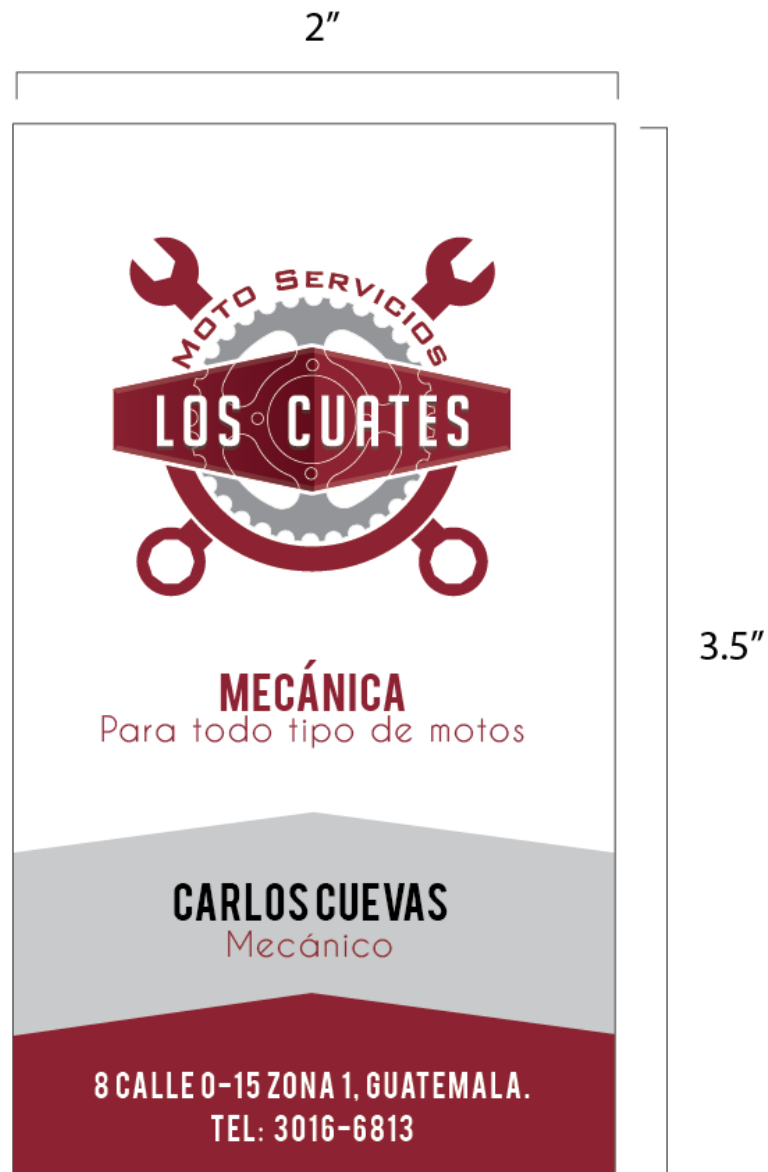 2"
3.5"
MOTO SERVICIOS
LOS CUATES
MECÁNICA
Para todo tipo de motos
CARLOS CUEVAS
Mecánico
8 CALLE 0-15 ZONA 1, GUATEMALA.
TEL: 3016-6813